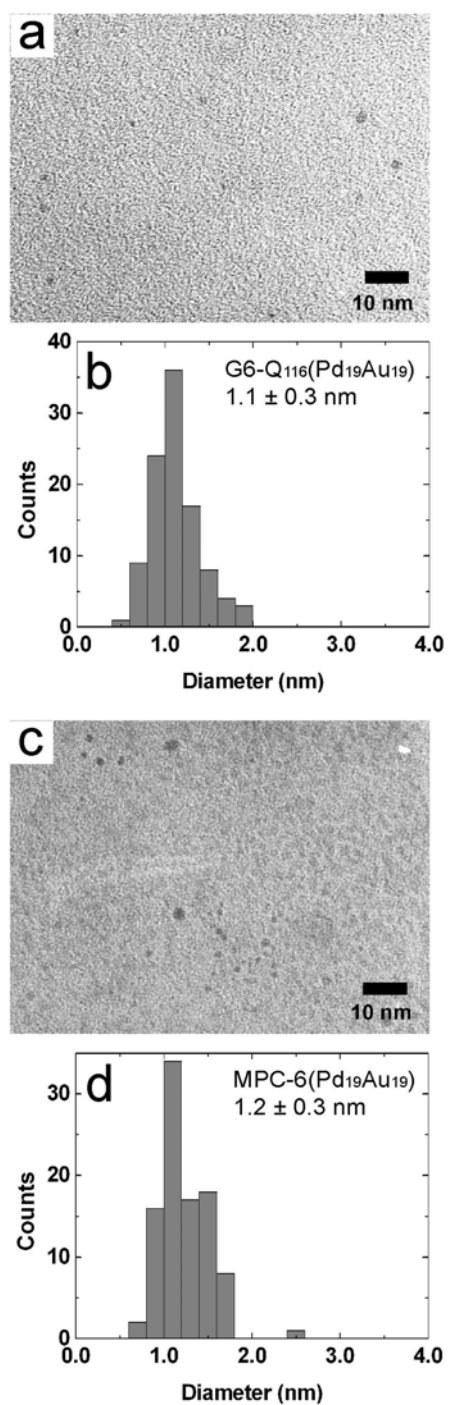 a
10 nm
b
G6-Q₁₁₆(Pd₁₉Au₁₉)
1.1 ± 0.3 nm
40
30
20
10
0
Counts
0.0 1.0 2.0 3.0 4.0
Diameter (nm)
c
10 nm
d
MPC-6(Pd₁₉Au₁₉)
1.2 ± 0.3 nm
30
20
10
0
Counts
0.0 1.0 2.0 3.0 4.0
Diameter (nm)